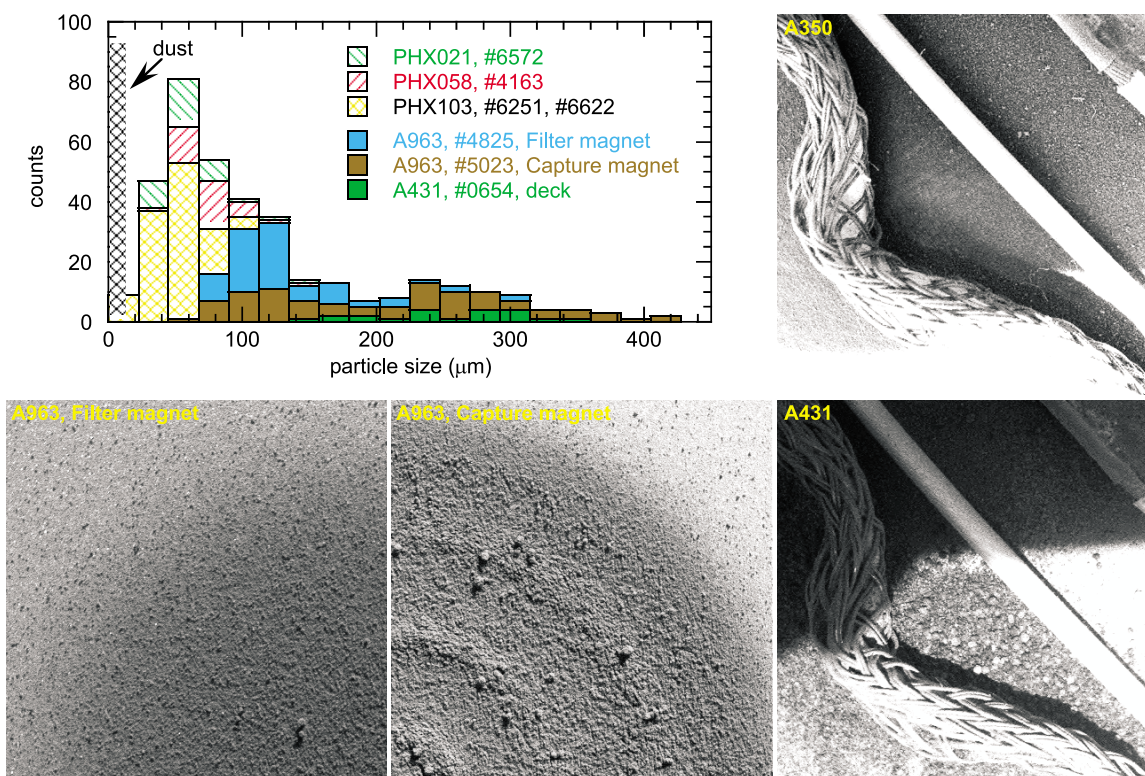 100
80
60
40
20
0
counts
dust
PHX021, #6572
PHX058, #4163
PHX103, #6251, #6622
A963, #4825, Filter magnet
A963, #5023, Capture magnet
A431, #0654, deck
0 100 200 300 400
particle size (µm)
A350
A963, Filter magnet
A963, Capture magnet
A431